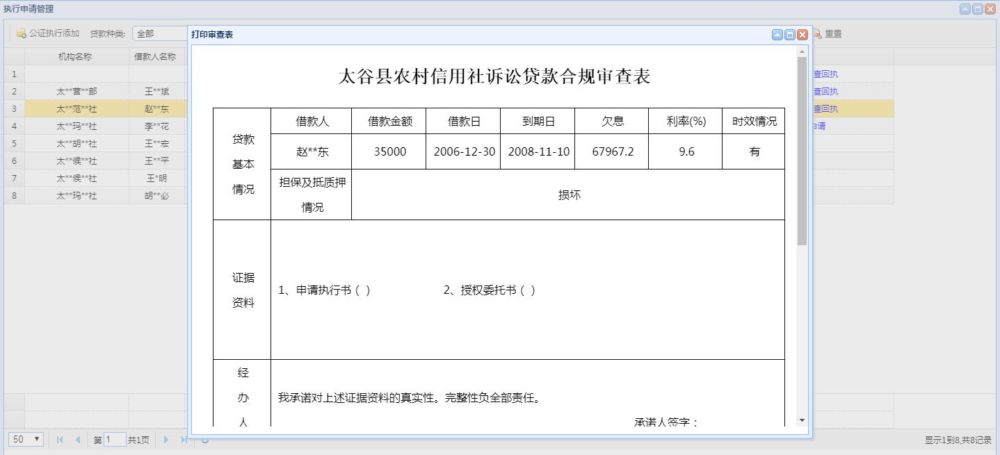 执行申请管理
公证执行添加 贷款种类: 全部 重置
机构名称 借款人名称
1 查回执
2 太**营**部 王**斌 查回执
3 太**范**社 赵**东 查回执
4 太**玛**社 李**花 申请
5 太**胡**社 王**宏
6 太**候**社 王**平
7 太**候**社 王*明
8 太**玛**社 胡**必
打印审查表
太谷县农村信用社诉讼贷款合规审查表
贷款
基本
情况
借款人 借款金额 借款日 到期日 欠息 利率(%) 时效情况
赵**东 35000 2006-12-30 2008-11-10 67967.2 9.6 有
担保及抵质押
情况
损坏
证据
资料
1、申请执行书（ ） 2、授权委托书（ ）
经
办
人
我承诺对上述证据资料的真实性。完整性负全部责任。
承诺人签字：
50 第 1 共1页 显示1到8,共8记录